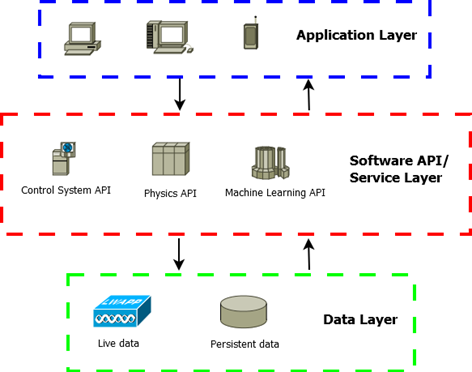 Application Layer
Software API/
Service Layer
Control System API
Physics API
Machine Learning API
LWAPP
Live data
Persistent data
Data Layer